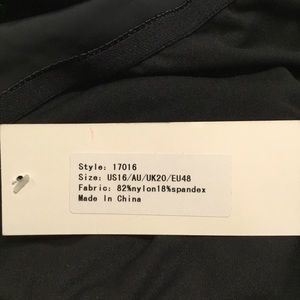 Style: 17016
Size: US16/AU/UK20/EU48
Fabric: 82%nylon18%spandex
Made In China